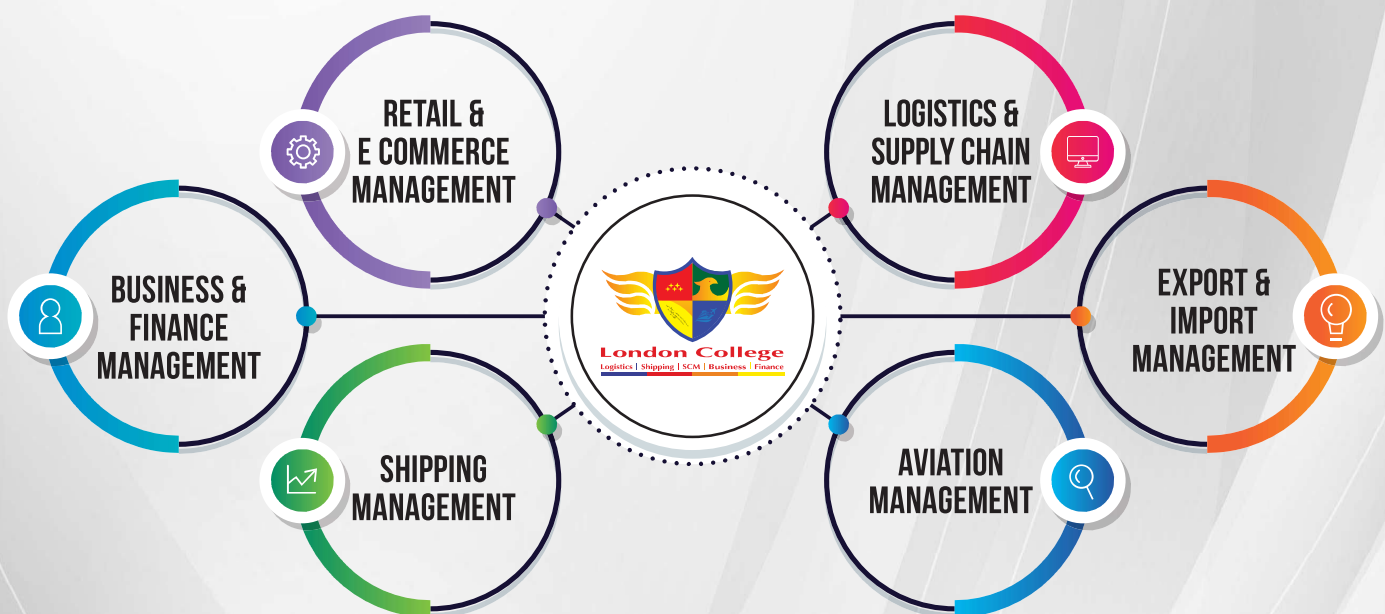 RETAIL &
E COMMERCE
MANAGEMENT
LOGISTICS &
SUPPLY CHAIN
MANAGEMENT
BUSINESS &
FINANCE
MANAGEMENT
London College
Logistics | Shipping | SCM | Business | Finance
EXPORT &
IMPORT
MANAGEMENT
SHIPPING
MANAGEMENT
AVIATION
MANAGEMENT